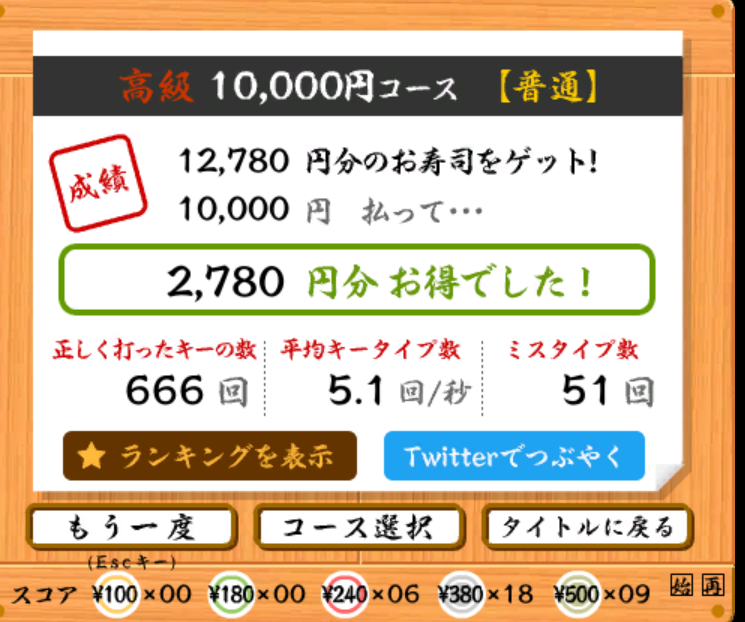 高級 10,000円コース 【普通】
成績
12,780 円分のお寿司をゲット!
10,000 円 払って…
2,780 円分 お得でした！
正しく打ったキーの数 平均キータイプ数 ミスタイプ数
666 回 5.1 回/秒 51 回
ランキングを表示 Twitterでつぶやく
もう一度 コース選択 タイトルに戻る
(Escキー)
スコア ¥100×00 ¥180×00 ¥240×06 ¥380×18 ¥500×09 始 再